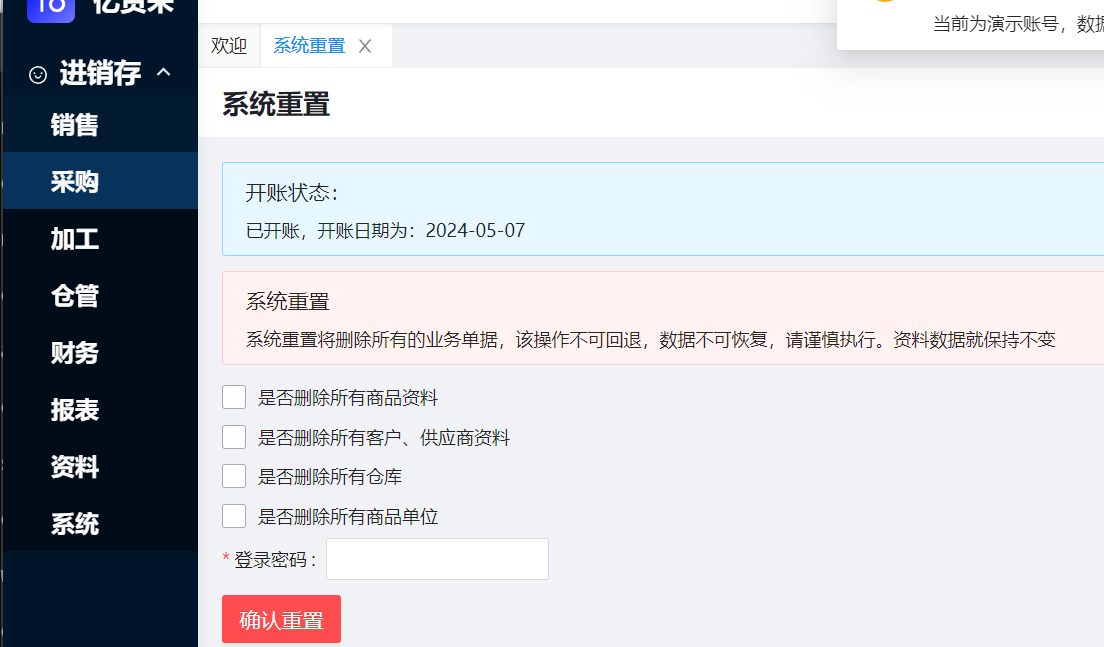 进销存
销售
采购
加工
仓管
财务
报表
资料
系统
当前为演示账号，数据
欢迎
系统重置
系统重置
开账状态：
已开账，开账日期为：2024-05-07
系统重置
系统重置将删除所有的业务单据，该操作不可回退，数据不可恢复，请谨慎执行。资料数据就保持不变
是否删除所有商品资料
是否删除所有客户、供应商资料
是否删除所有仓库
是否删除所有商品单位
* 登录密码 :
确认重置